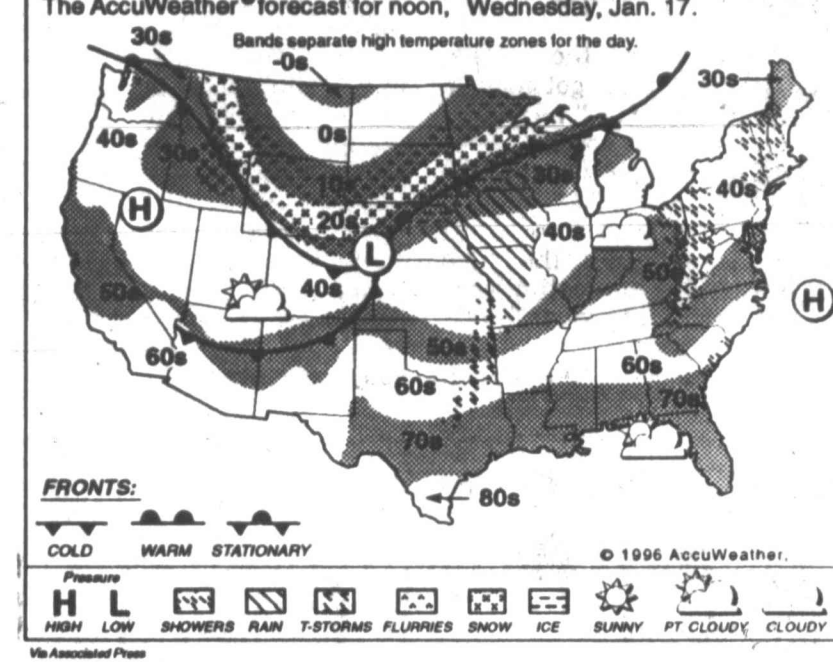 The AccuWeather® forecast for noon, Wednesday, Jan. 17.
Bands separate high temperature zones for the day.
30s
-0s
30s
0s
40s
30s
10s
20s
30s
40s
H
40s
L
50s
H
40s
50s
60s
50s
60s
60s
70s
70s
80s
FRONTS:
COLD WARM STATIONARY
© 1996 AccuWeather,
Pressure
H L
HIGH LOW SHOWERS RAIN T-STORMS FLURRIES SNOW ICE SUNNY PT CLOUDY CLOUDY
Via Associated Press